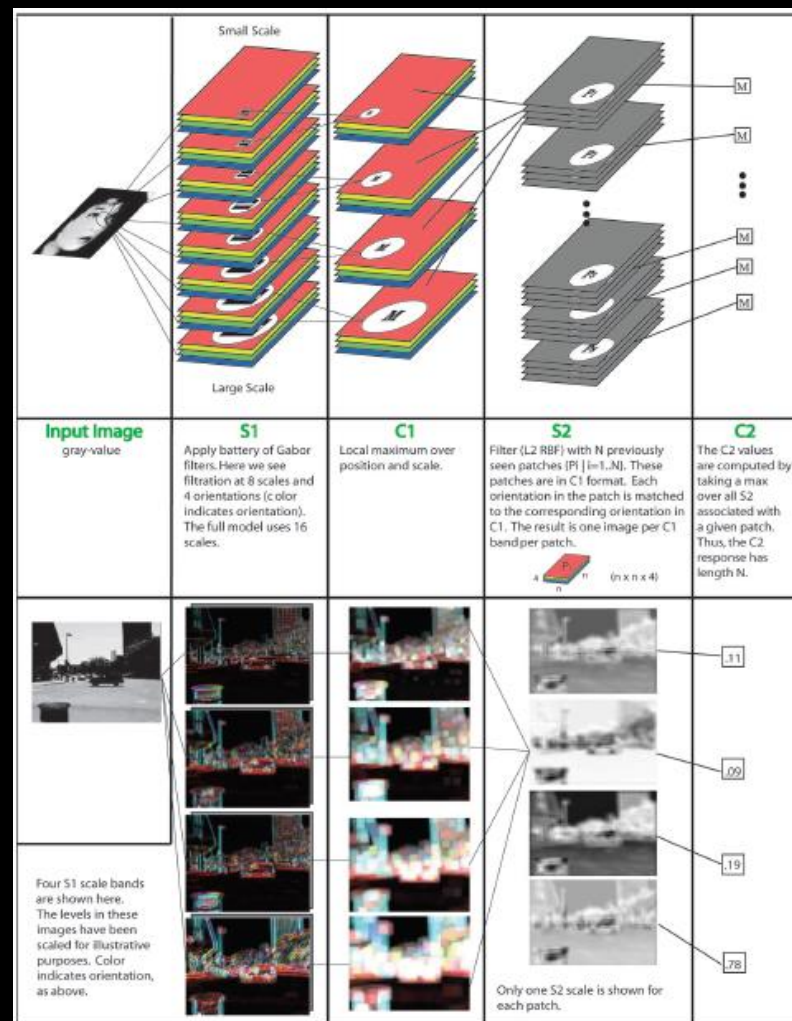 Small Scale
M
M
M
M
M
Large Scale
Input Image
gray-value
S1
Apply battery of Gabor
filters. Here we see
filtration at 8 scales and
4 orientations (color
indicates orientation).
The full model uses 16
scales.
C1
Local maximum over
position and scale.
S2
Filter (L2 RBF) with N previously
seen patches {Pi | i=1..N}. These
patches are in C1 format. Each
orientation in the patch is matched
to the corresponding orientation in
C1. The result is one image per C1
band per patch.
4 n n (n x n x 4)
C2
The C2 values
are computed by
taking a max
over all S2
associated with
a given patch.
Thus, the C2
response has
length N.
.11
.09
.19
.78
Four S1 scale bands
are shown here.
The levels in these
images have been
scaled for illustrative
purposes. Color
indicates orientation,
as above.
Only one S2 scale is shown for
each patch.